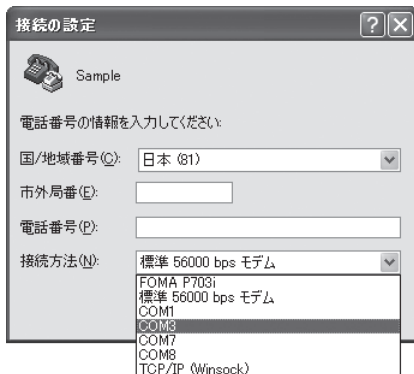 接続の設定
Sample
電話番号の情報を入力してください:
国/地域番号(C): 日本 (81)
市外局番(E):
電話番号(P):
接続方法(N): 標準 56000 bps モデム
FOMA P703i
標準 56000 bps モデム
COM1
COM3
COM7
COM8
TCP/IP (Winsock)